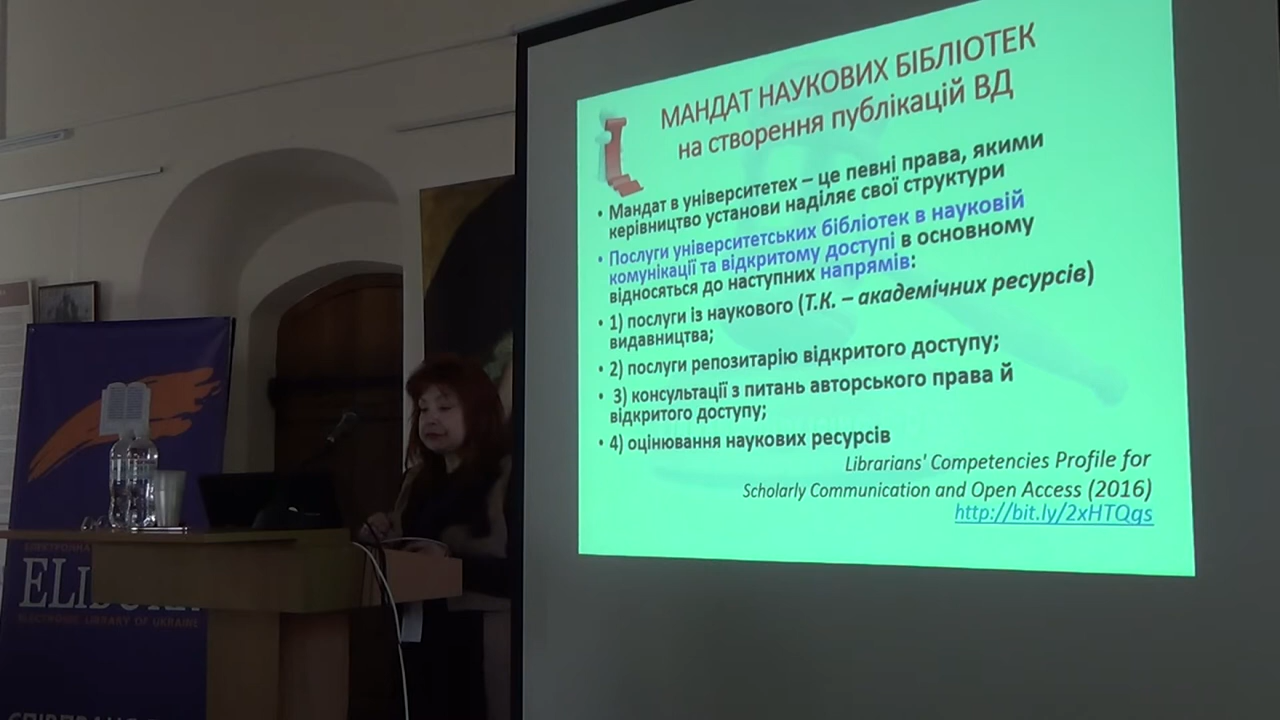 МАНДАТ НАУКОВИХ БІБЛІОТЕК
на створення публікацій ВД
• Мандат в університетех – це певні права, якими
керівництво установи наділяє свої структури
• Послуги університетських бібліотек в науковій
комунікації та відкритому доступі в основному
відносяться до наступних напрямів:
• 1) послуги із наукового (Т.К. – академічних ресурсів)
видавництва;
• 2) послуги репозитарію відкритого доступу;
• 3) консультації з питань авторського права й
відкритого доступу;
• 4) оцінювання наукових ресурсів
Librarians' Competencies Profile for
Scholarly Communication and Open Access (2016)
http://bit.ly/2xHTQgs
ELECTRONIC LIBRARY OF UKRAINE